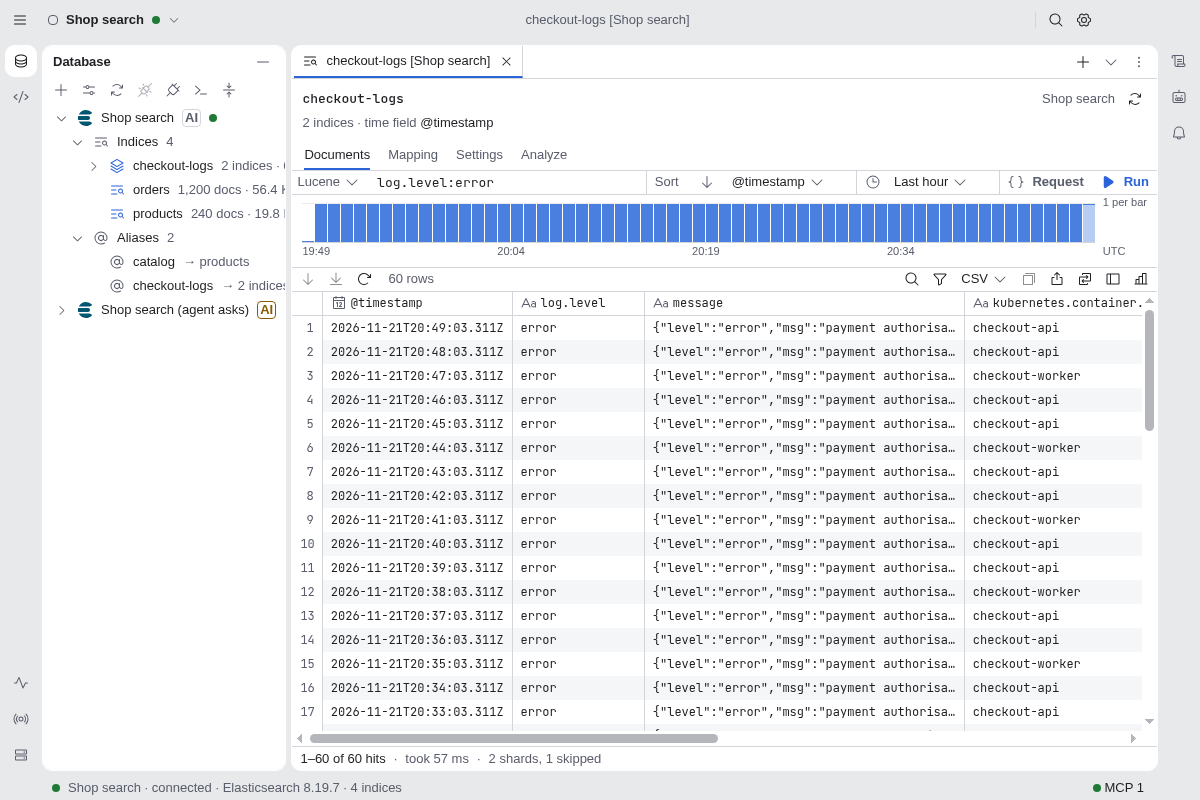 Shop search
checkout-logs [Shop search]
Database
checkout-logs [Shop search]
Shop search AI
Indices 4
checkout-logs 2 indices ·
orders 1,200 docs · 56.4
products 240 docs · 19.8
Aliases 2
catalog → products
checkout-logs → 2 indices
Shop search (agent asks) AI
checkout-logs
Shop search
2 indices · time field @timestamp
Documents Mapping Settings Analyze
Lucene log.level:error Sort @timestamp Last hour { } Request Run
1 per bar
19:49 20:04 20:19 20:34 UTC
60 rows CSV
@timestamp log.level message kubernetes.container.
1 2026-11-21T20:49:03.311Z error {"level":"error","msg":"payment authorisa… checkout-api
2 2026-11-21T20:48:03.311Z error {"level":"error","msg":"payment authorisa… checkout-api
3 2026-11-21T20:47:03.311Z error {"level":"error","msg":"payment authorisa… checkout-worker
4 2026-11-21T20:46:03.311Z error {"level":"error","msg":"payment authorisa… checkout-api
5 2026-11-21T20:45:03.311Z error {"level":"error","msg":"payment authorisa… checkout-api
6 2026-11-21T20:44:03.311Z error {"level":"error","msg":"payment authorisa… checkout-worker
7 2026-11-21T20:43:03.311Z error {"level":"error","msg":"payment authorisa… checkout-api
8 2026-11-21T20:42:03.311Z error {"level":"error","msg":"payment authorisa… checkout-api
9 2026-11-21T20:41:03.311Z error {"level":"error","msg":"payment authorisa… checkout-worker
10 2026-11-21T20:40:03.311Z error {"level":"error","msg":"payment authorisa… checkout-api
11 2026-11-21T20:39:03.311Z error {"level":"error","msg":"payment authorisa… checkout-api
12 2026-11-21T20:38:03.311Z error {"level":"error","msg":"payment authorisa… checkout-worker
13 2026-11-21T20:37:03.311Z error {"level":"error","msg":"payment authorisa… checkout-api
14 2026-11-21T20:36:03.311Z error {"level":"error","msg":"payment authorisa… checkout-api
15 2026-11-21T20:35:03.311Z error {"level":"error","msg":"payment authorisa… checkout-worker
16 2026-11-21T20:34:03.311Z error {"level":"error","msg":"payment authorisa… checkout-api
17 2026-11-21T20:33:03.311Z error {"level":"error","msg":"payment authorisa… checkout-api
1–60 of 60 hits · took 57 ms · 2 shards, 1 skipped
Shop search · connected · Elasticsearch 8.19.7 · 4 indices
MCP 1